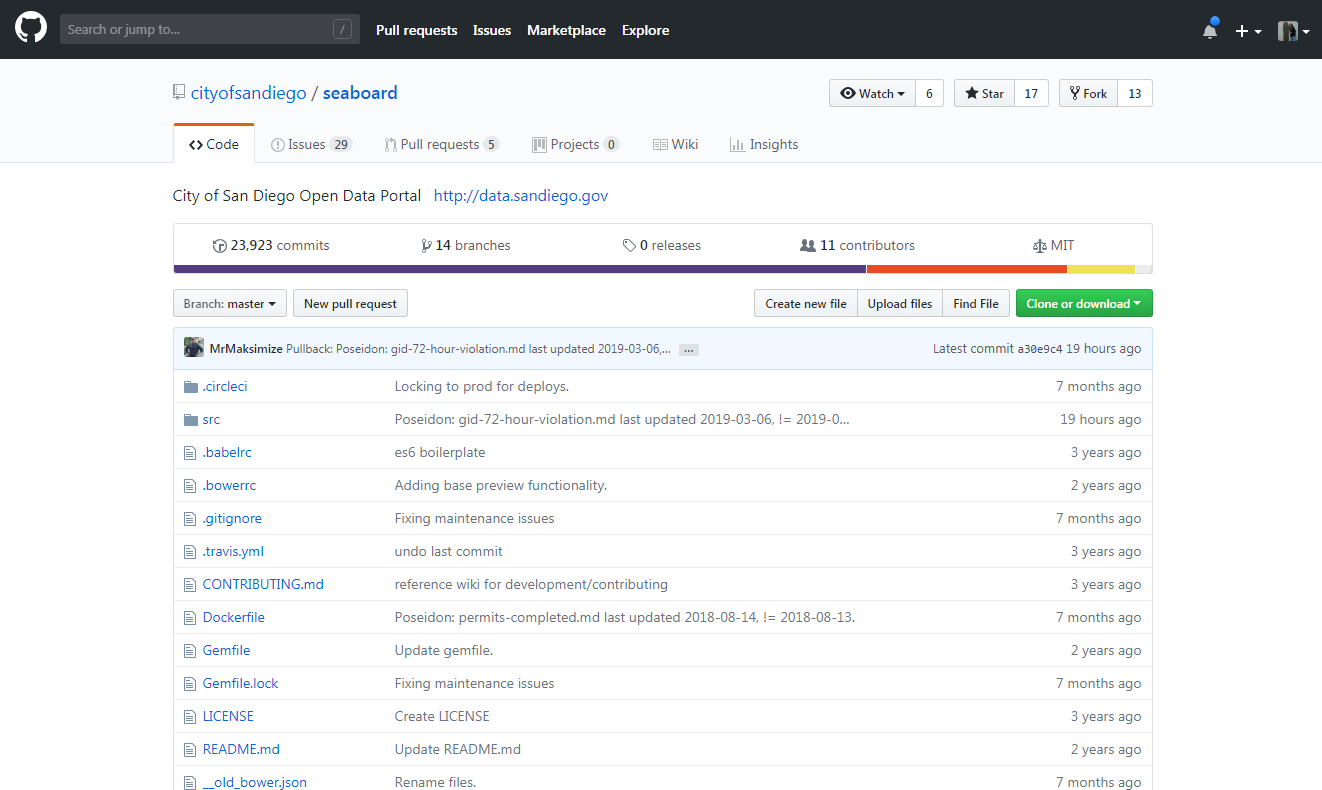 Search or jump to... / Pull requests Issues Marketplace Explore
cityofsandiego / seaboard Watch 6 Star 17 Fork 13
Code Issues 29 Pull requests 5 Projects 0 Wiki Insights
City of San Diego Open Data Portal http://data.sandiego.gov
23,923 commits 14 branches 0 releases 11 contributors MIT
Branch: master New pull request Create new file Upload files Find File Clone or download
MrMaksimize Pullback: Poseidon: gid-72-hour-violation.md last updated 2019-03-06,... … Latest commit a30e9c4 19 hours ago
.circleci Locking to prod for deploys. 7 months ago
src Poseidon: gid-72-hour-violation.md last updated 2019-03-06, != 2019-0... 19 hours ago
.babelrc es6 boilerplate 3 years ago
.bowerrc Adding base preview functionality. 2 years ago
.gitignore Fixing maintenance issues 7 months ago
.travis.yml undo last commit 3 years ago
CONTRIBUTING.md reference wiki for development/contributing 3 years ago
Dockerfile Poseidon: permits-completed.md last updated 2018-08-14, != 2018-08-13. 7 months ago
Gemfile Update gemfile. 2 years ago
Gemfile.lock Fixing maintenance issues 7 months ago
LICENSE Create LICENSE 3 years ago
README.md Update README.md 2 years ago
__old_bower.json Rename files. 7 months ago